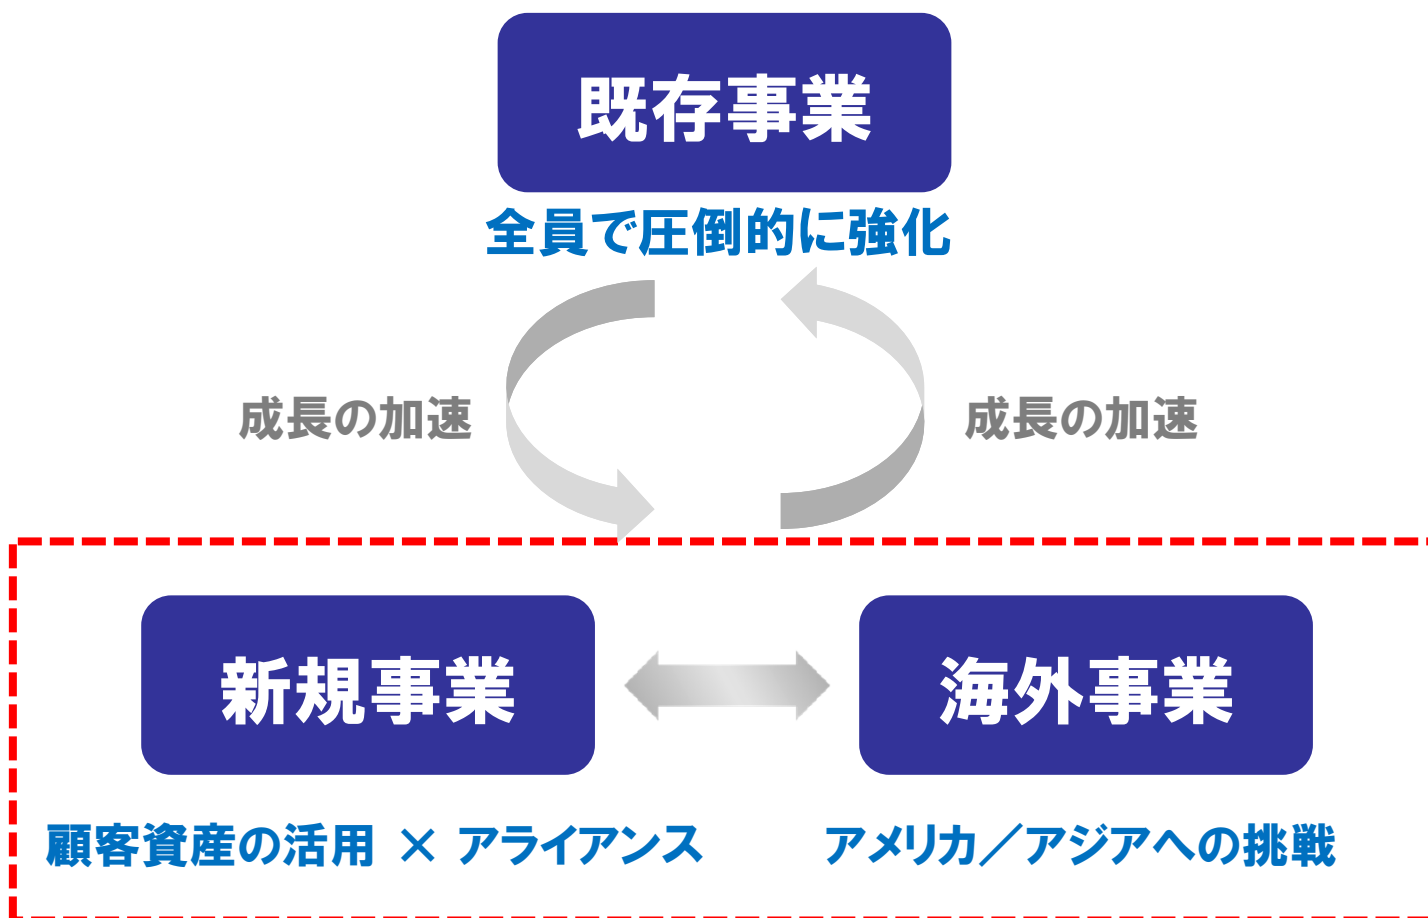 既存事業
全員で圧倒的に強化
成長の加速
成長の加速
新規事業
海外事業
顧客資産の活用 × アライアンス
アメリカ／アジアへの挑戦